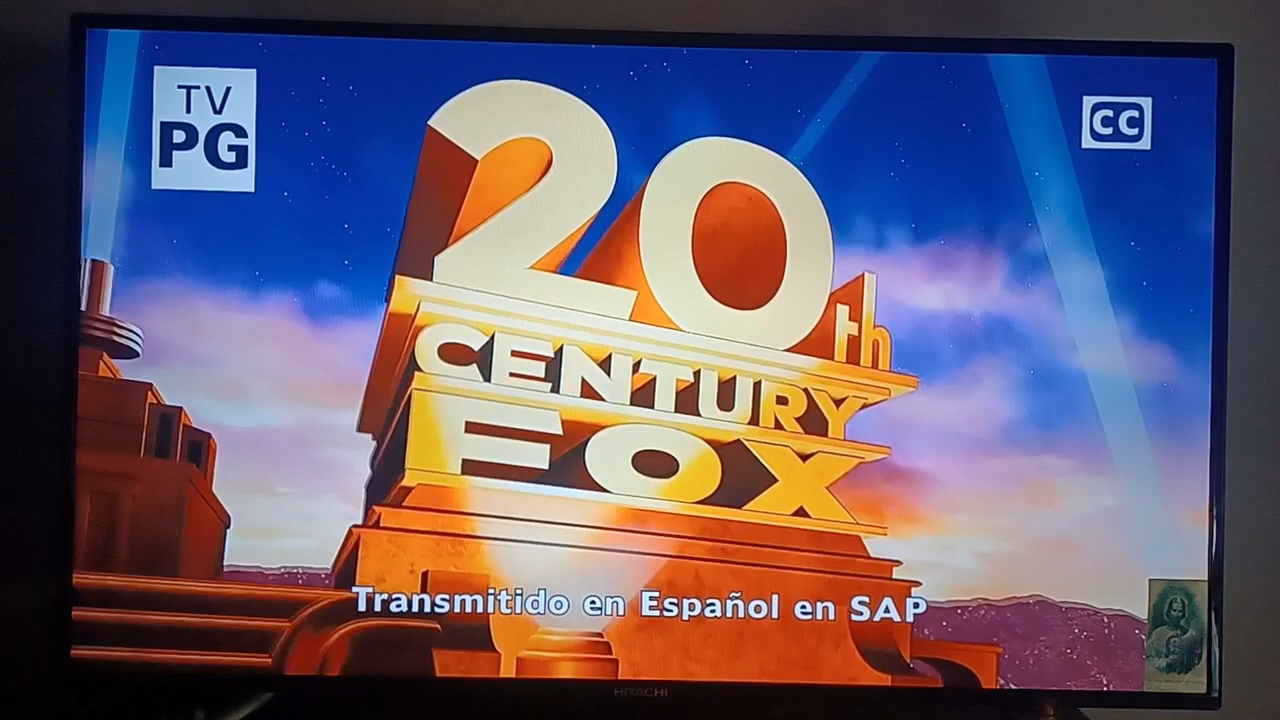 TV
PG
CC
20th
CENTURY
FOX
Transmitido en Español en SAP
HITACHI